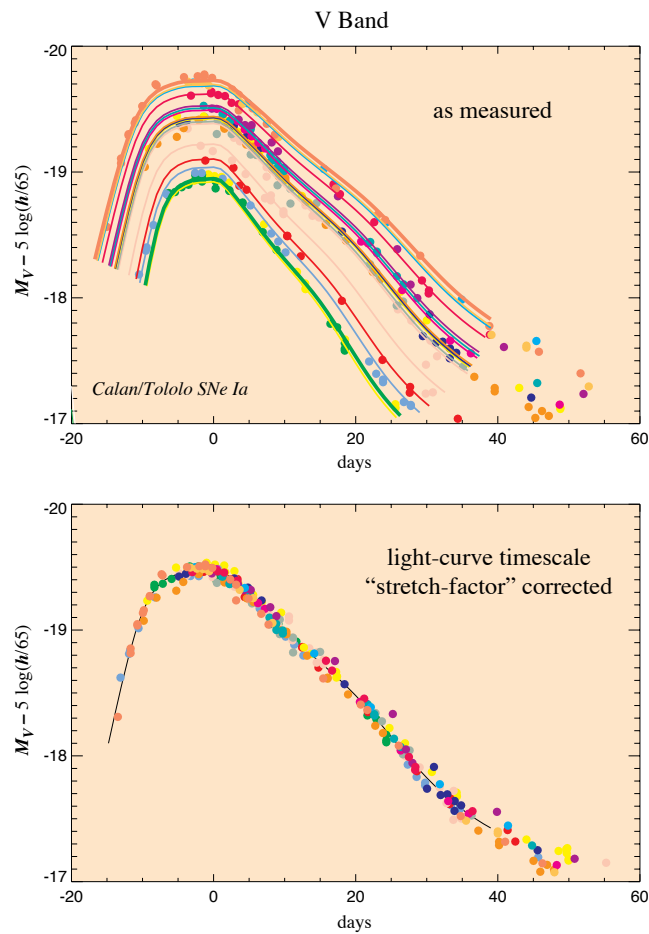 V Band
-20
as measured
-19
M_V – 5 log(h/65)
-18
Calan/Tololo SNe Ia
-17
-20 0 20 40 60
days
-20
light-curve timescale
“stretch-factor” corrected
-19
M_V – 5 log(h/65)
-18
-17
-20 0 20 40 60
days